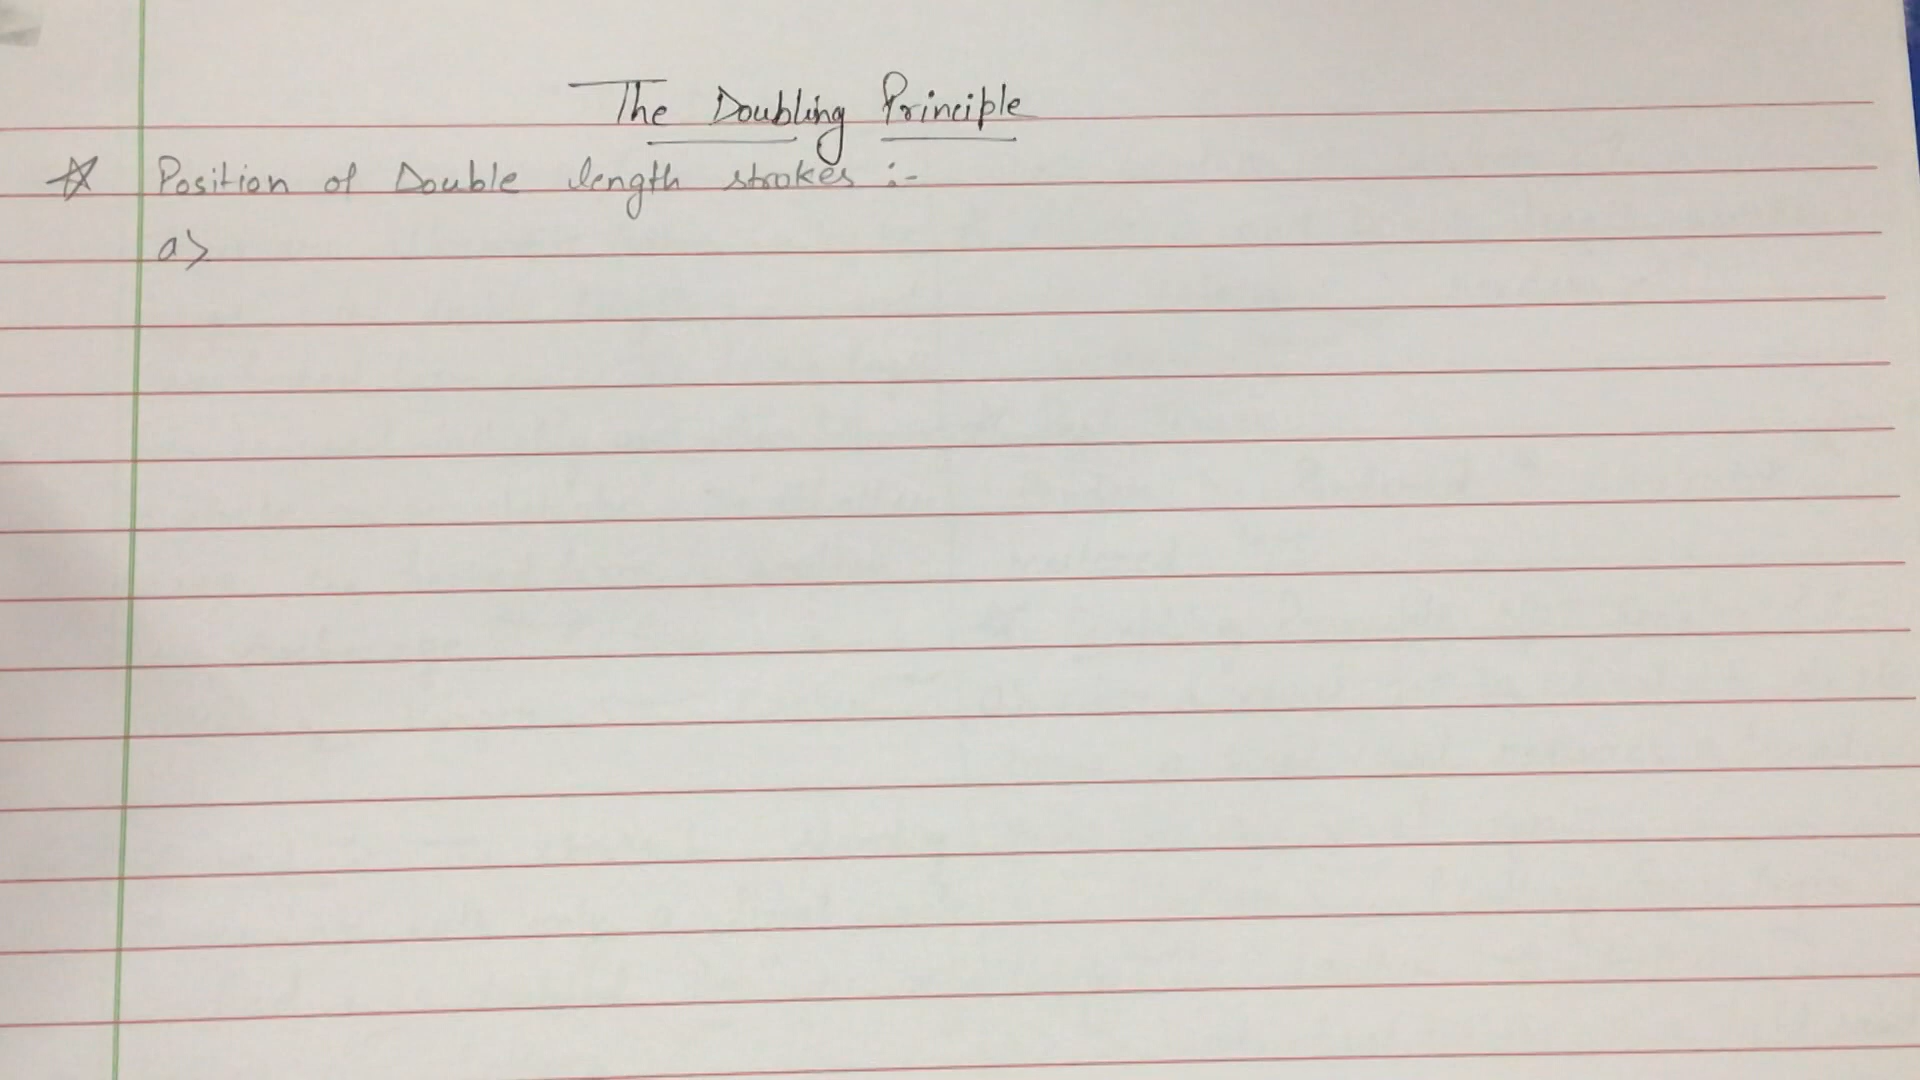 The Doubling Principle
☆ Position of Double length strokes :-
a>